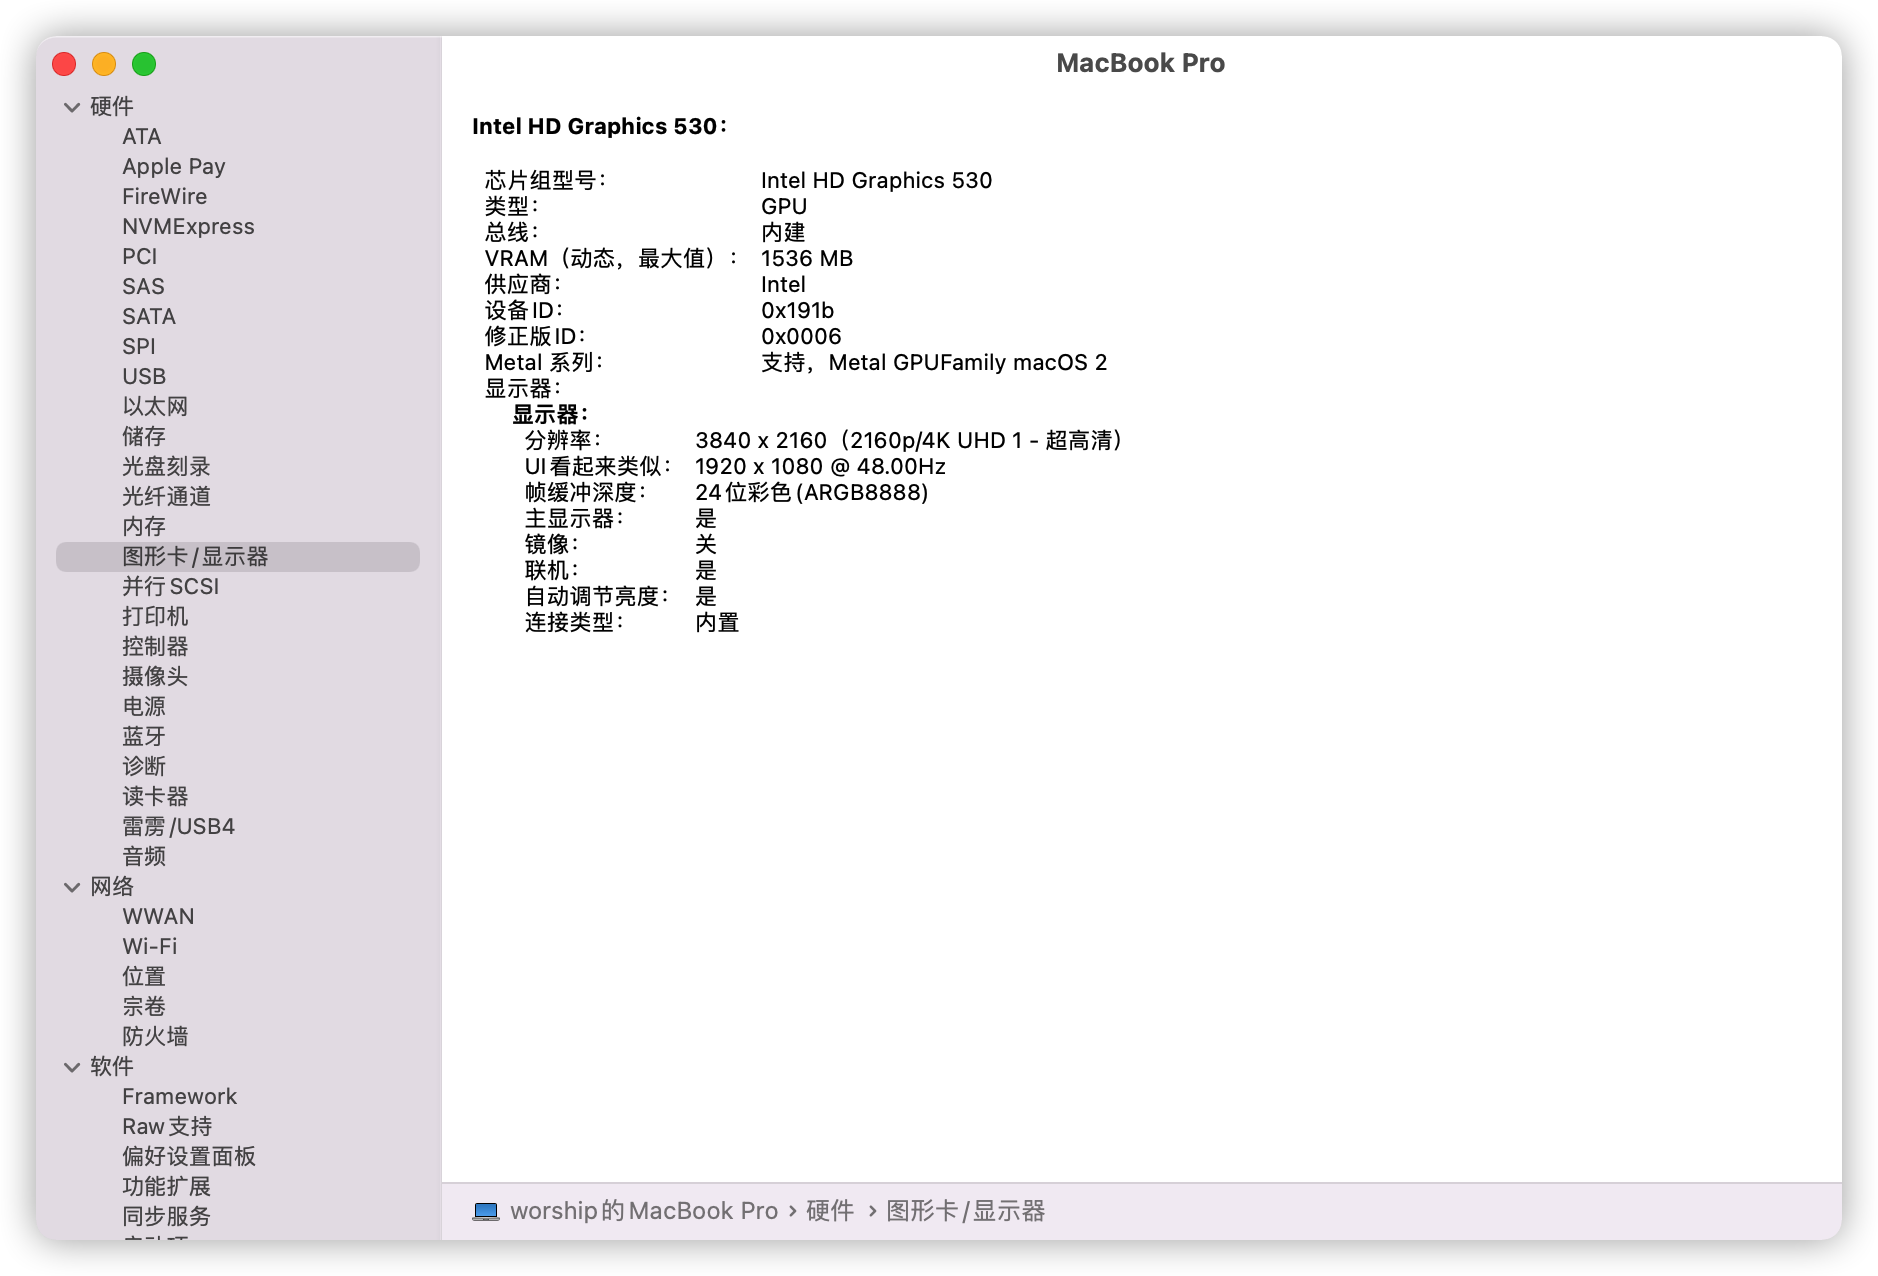 硬件
ATA
Apple Pay
FireWire
NVMExpress
PCI
SAS
SATA
SPI
USB
以太网
储存
光盘刻录
光纤通道
内存
图形卡/显示器
并行SCSI
打印机
控制器
摄像头
电源
蓝牙
诊断
读卡器
雷雳/USB4
音频
网络
WWAN
Wi-Fi
位置
宗卷
防火墙
软件
Framework
Raw支持
偏好设置面板
功能扩展
同步服务
MacBook Pro
Intel HD Graphics 530：
芯片组型号： Intel HD Graphics 530
类型： GPU
总线： 内建
VRAM（动态，最大值）： 1536 MB
供应商： Intel
设备ID： 0x191b
修正版ID： 0x0006
Metal 系列： 支持，Metal GPUFamily macOS 2
显示器：
显示器：
分辨率： 3840 x 2160（2160p/4K UHD 1 - 超高清）
UI看起来类似： 1920 x 1080 @ 48.00Hz
帧缓冲深度： 24位彩色(ARGB8888)
主显示器： 是
镜像： 关
联机： 是
自动调节亮度： 是
连接类型： 内置
worship的MacBook Pro › 硬件 › 图形卡/显示器